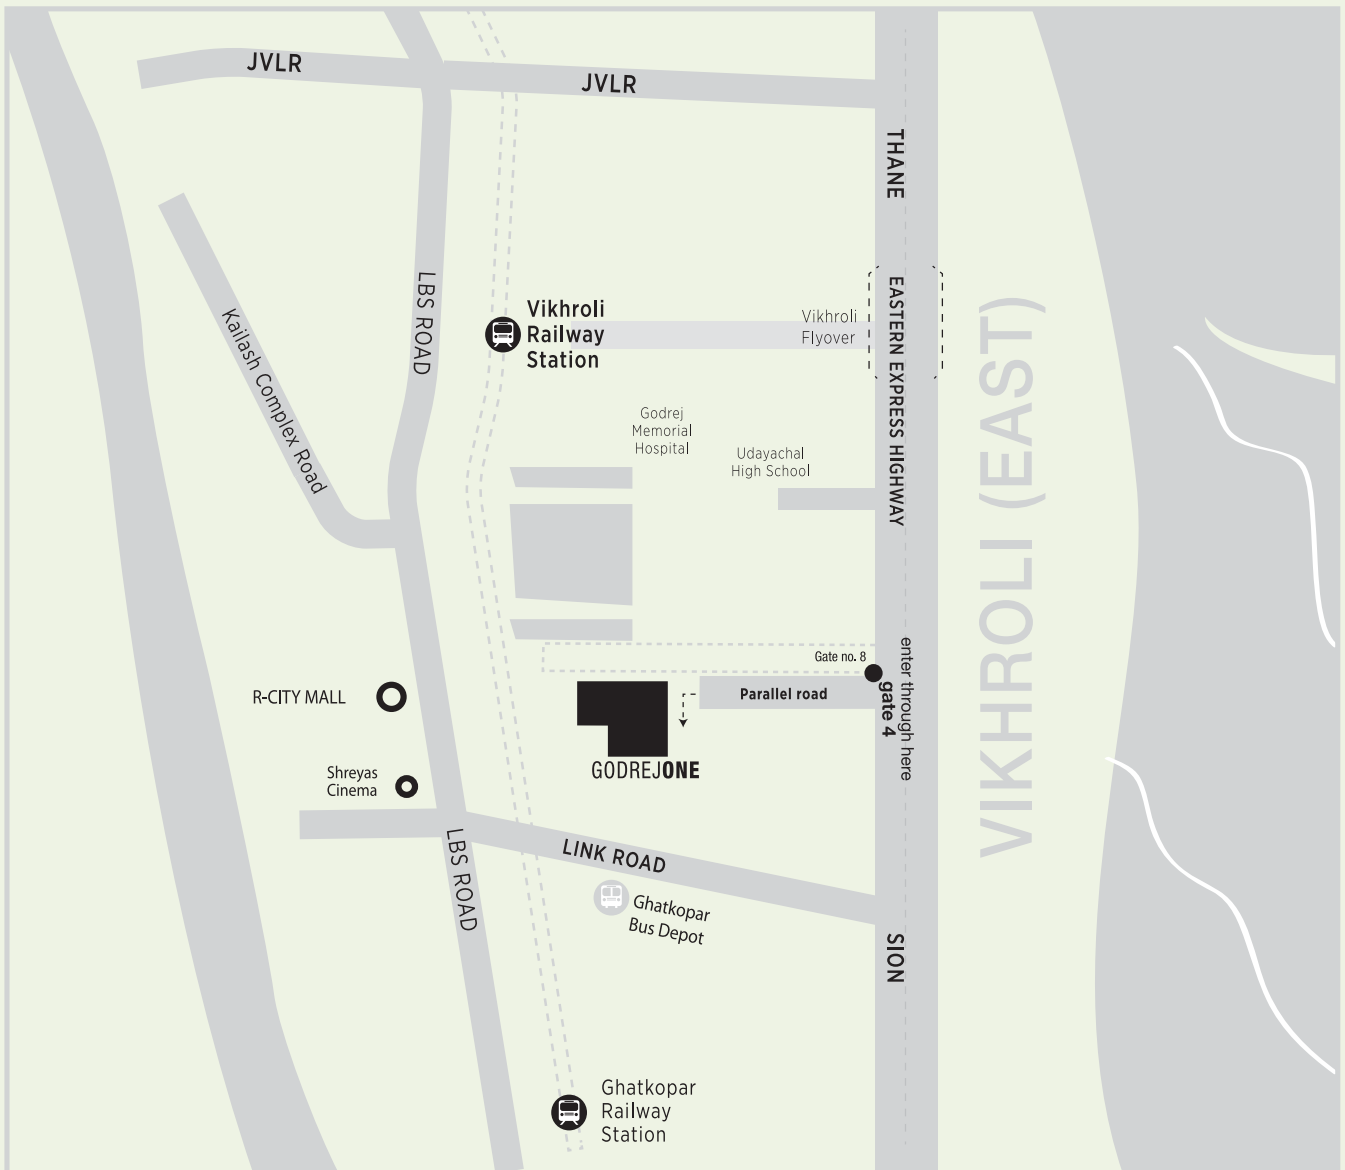 JVLR
JVLR
THANE
LBS ROAD
Kailash Complex Road
Vikhroli
Railway
Station
Vikhroli
Flyover
EASTERN EXPRESS HIGHWAY
VIKHROLI (EAST)
Godrej
Memorial
Hospital
Udayachal
High School
Gate no. 8
enter through here
gate 4
Parallel road
R-CITY MALL
GODREJONE
Shreyas
Cinema
LBS ROAD
LINK ROAD
Ghatkopar
Bus Depot
SION
Ghatkopar
Railway
Station